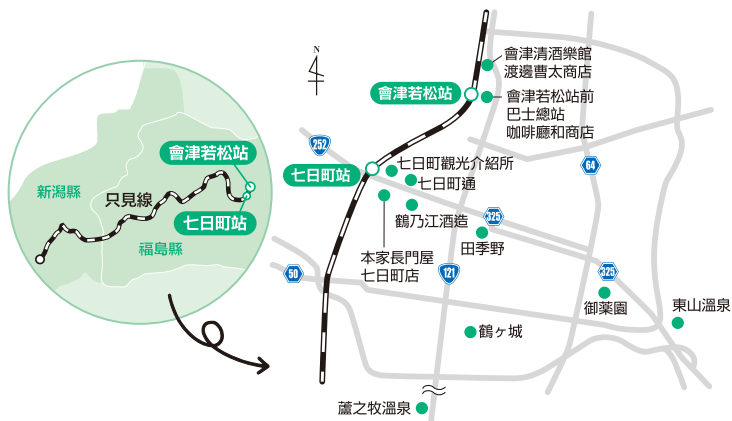 新潟縣
會津若松站
只見線
七日町站
福島縣
N
會津清酒樂館
渡邊曹太商店
會津若松站
會津若松站前
巴士總站
咖啡廳和商店
252
64
七日町站
七日町觀光介紹所
七日町通
鶴乃江酒造
325
田季野
本家長門屋
七日町店
50
121
325
御薬園
東山溫泉
鶴ヶ城
蘆之牧溫泉